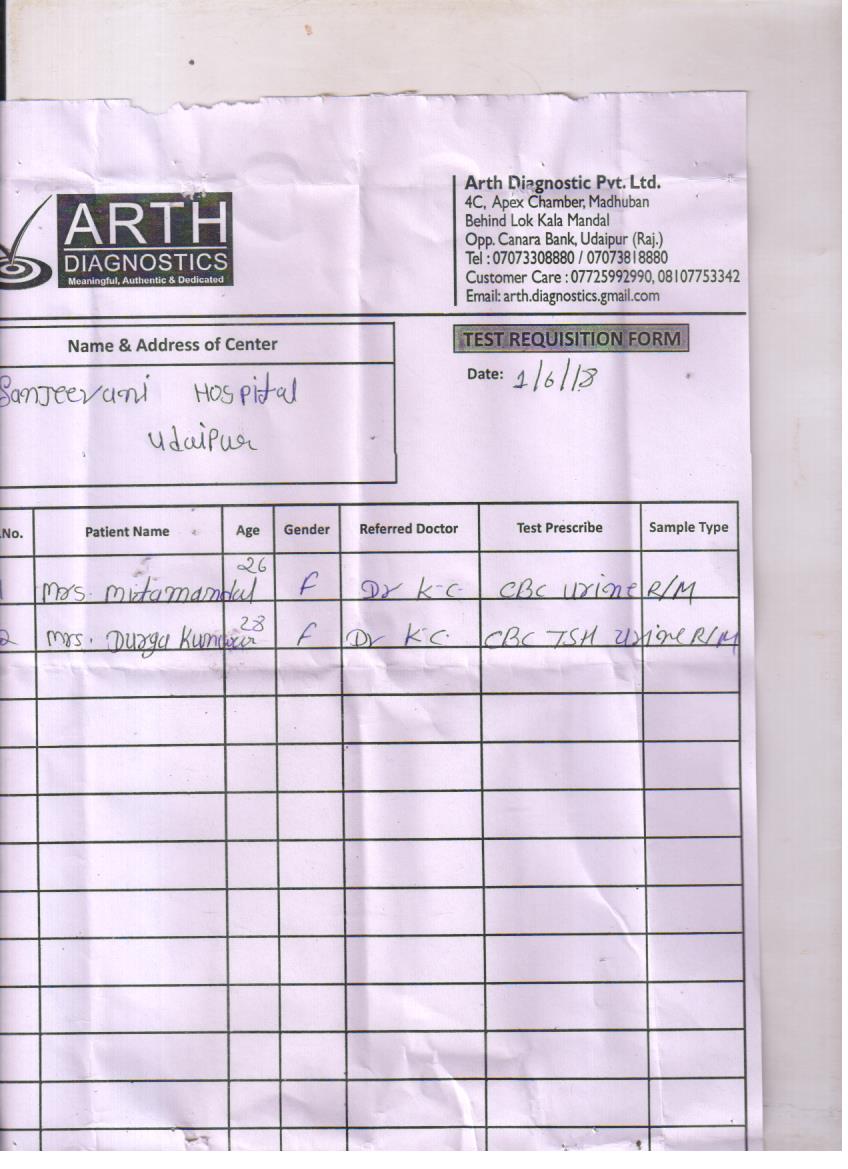 ARTH
DIAGNOSTICS
Meaningful, Authentic & Dedicated
Arth Diagnostic Pvt. Ltd.
4C, Apex Chamber, Madhuban
Behind Lok Kala Mandal
Opp. Canara Bank, Udaipur (Raj.)
Tel : 07073308880 / 07073818880
Customer Care : 07725992990, 08107753342
Email: arth.diagnostics.gmail.com
Name & Address of Center
Sanjeevani Hospital
Udaipur
TEST REQUISITION FORM
Date: 1/6/18
.No. Patient Name Age Gender Referred Doctor Test Prescribe Sample Type
1 Mrs. Mitamandal 26 F Dr K.C. CBC Urine R/M
2 Mrs. Durga Kunwar 28 F Dr K.C. CBC TSH Urine R/M